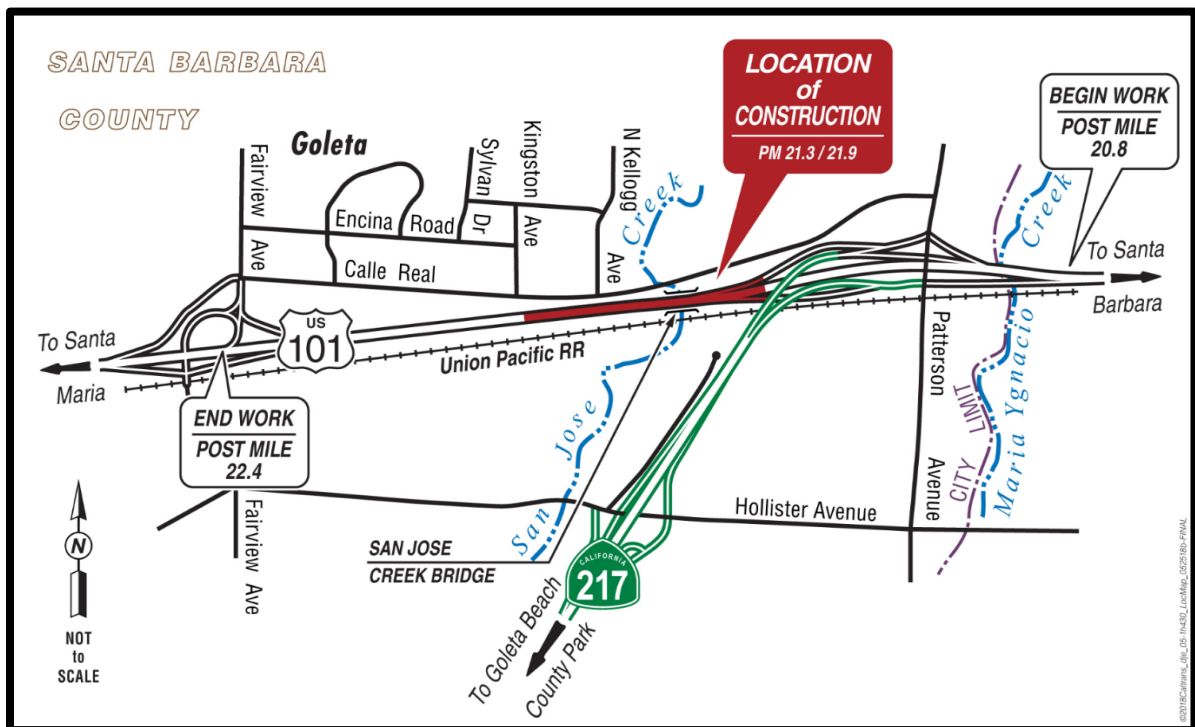 SANTA BARBARA
COUNTY
Goleta
LOCATION
of
CONSTRUCTION
PM 21.3 / 21.9
BEGIN WORK
POST MILE
20.8
Fairview
Ave
Sylvan
Dr
Kingston
Ave
N Kellogg
Ave
Creek
Creek
Encina Road
Calle Real
To Santa
Barbara
US
101
Union Pacific RR
To Santa
Maria
END WORK
POST MILE
22.4
Patterson
Avenue
CITY LIMIT
Maria Ygnacio
San Jose
Hollister Avenue
Fairview Ave
SAN JOSE
CREEK BRIDGE
CALIFORNIA
217
To Goleta Beach
County Park
N
NOT
to
SCALE
©2018Caltrans_djle_05-1h430_LocMap_052518b-FINAL